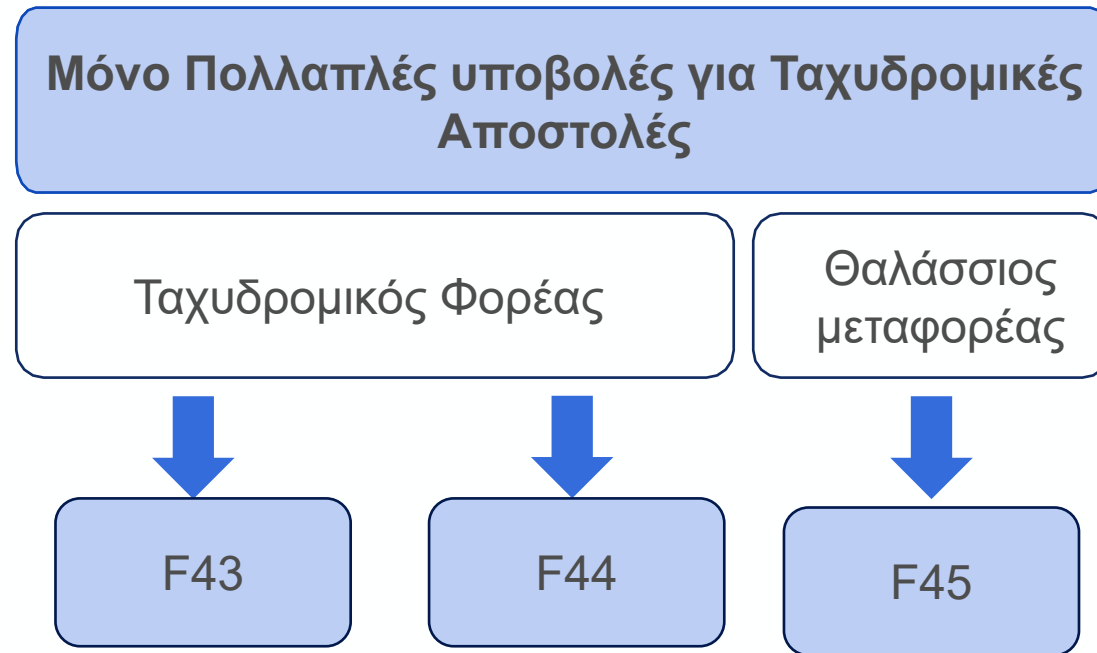 Μόνο Πολλαπλές υποβολές για Ταχυδρομικές
Αποστολές
Ταχυδρομικός Φορέας
Θαλάσσιος
μεταφορέας
F43
F44
F45